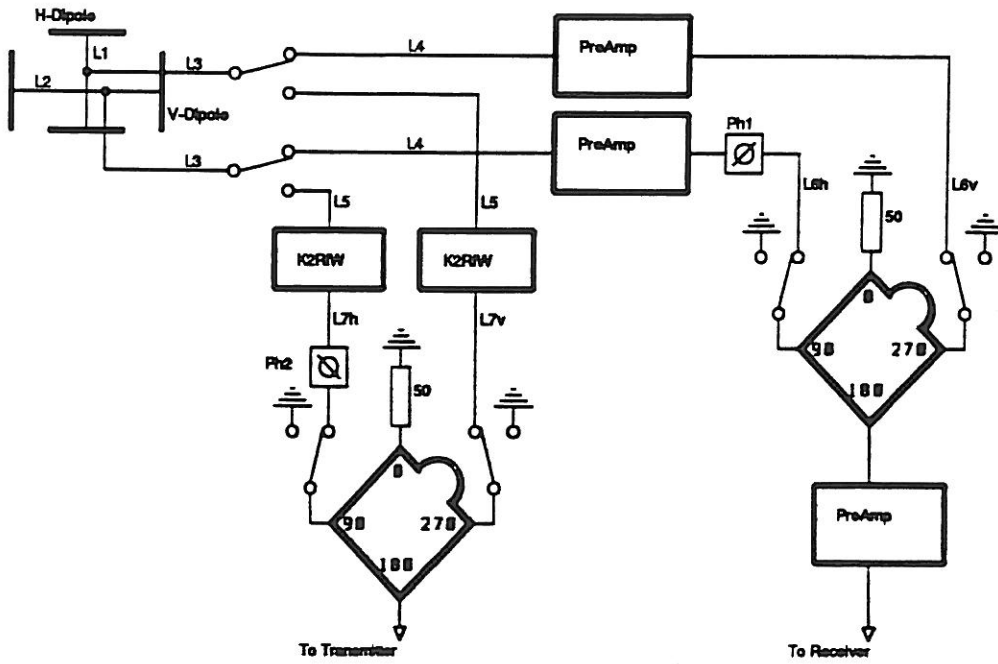 H-Dipole
L1
L2
L3
V-Dipole
L4
PreAmp
L3
L4
PreAmp
Ph1
L6h
L6v
50
L5
L5
K2RIW
K2RIW
0
90
270
180
L7h
L7v
Ph2
50
0
90
270
180
PreAmp
To Transmitter
To Receiver